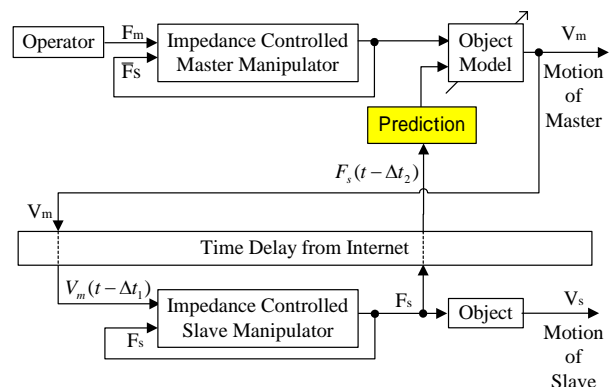 Operator
Fm
F̅s
Impedance Controlled
Master Manipulator
Object
Model
Vm
Motion
of
Master
Prediction
Fs(t − Δt2)
Vm
Time Delay from Internet
Vm(t − Δt1)
Fs
Impedance Controlled
Slave Manipulator
Fs
Object
Vs
Motion
of
Slave